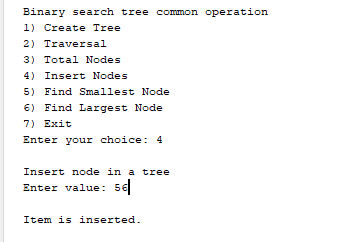 Binary search tree common operation
1) Create Tree
2) Traversal
3) Total Nodes
4) Insert Nodes
5) Find Smallest Node
6) Find Largest Node
7) Exit
Enter your choice: 4
Insert node in a tree
Enter value: 56
Item is inserted.